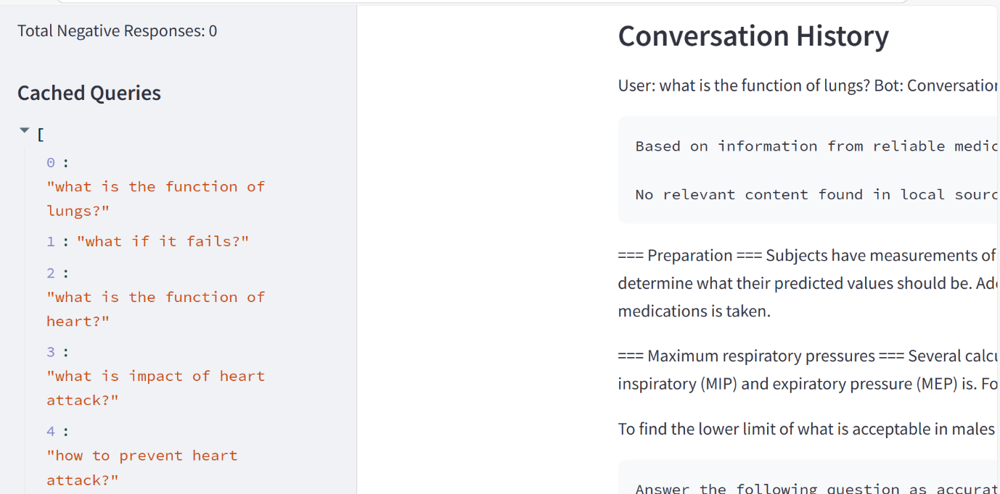 Total Negative Responses: 0
Cached Queries
[
0 :
"what is the function of
lungs?"
1 : "what if it fails?"
2 :
"what is the function of
heart?"
3 :
"what is impact of heart
attack?"
4 :
"how to prevent heart
attack?"
Conversation History
User: what is the function of lungs? Bot: Conversation
Based on information from reliable medic
No relevant content found in local sourc
=== Preparation === Subjects have measurements of
determine what their predicted values should be. Ad
medications is taken.
=== Maximum respiratory pressures === Several calcu
inspiratory (MIP) and expiratory pressure (MEP) is. Fo
To find the lower limit of what is acceptable in males
Answer the following question as accurat